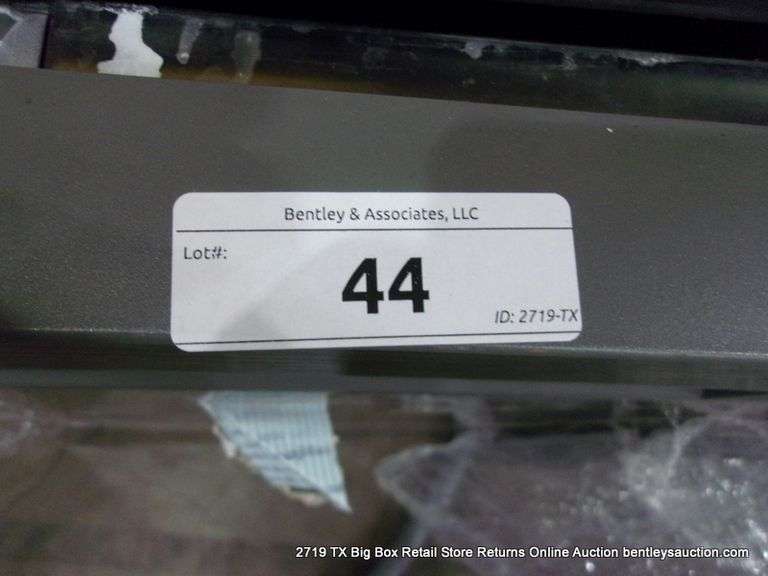 Bentley & Associates, LLC
Lot#:
44
ID: 2719-TX
2719 TX Big Box Retail Store Returns Online Auction bentleysauction.com